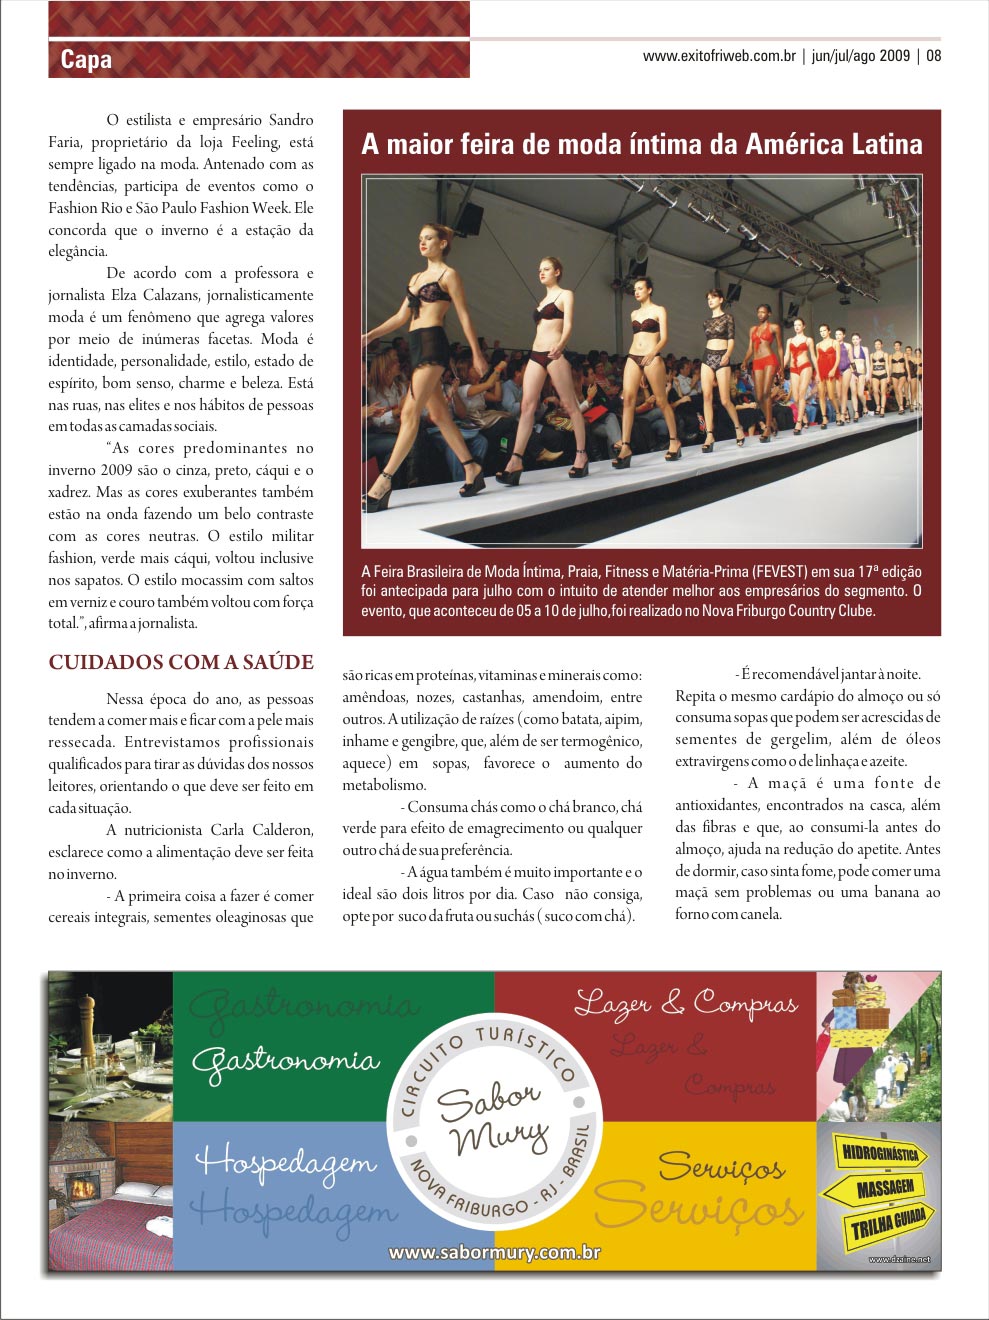 Capa
www.exitofriweb.com.br | jun/jul/ago 2009 | 08
O estilista e empresário Sandro
Faria, proprietário da loja Feeling, está
sempre ligado na moda. Antenado com as
tendências, participa de eventos como o
Fashion Rio e São Paulo Fashion Week. Ele
concorda que o inverno é a estação da
elegância.
De acordo com a professora e
jornalista Elza Calazans, jornalisticamente
moda é um fenômeno que agrega valores
por meio de inúmeras facetas. Moda é
identidade, personalidade, estilo, estado de
espírito, bom senso, charme e beleza. Está
nas ruas, nas elites e nos hábitos de pessoas
em todas as camadas sociais.
"As cores predominantes no
inverno 2009 são o cinza, preto, cáqui e o
xadrez. Mas as cores exuberantes também
estão na onda fazendo um belo contraste
com as cores neutras. O estilo militar
fashion, verde mais cáqui, voltou inclusive
nos sapatos. O estilo mocassim com saltos
em verniz e couro também voltou com força
total.", afirma a jornalista.
A maior feira de moda íntima da América Latina
A Feira Brasileira de Moda Íntima, Praia, Fitness e Matéria-Prima (FEVEST) em sua 17ª edição
foi antecipada para julho com o intuito de atender melhor aos empresários do segmento. O
evento, que aconteceu de 05 a 10 de julho,foi realizado no Nova Friburgo Country Clube.
CUIDADOS COM A SAÚDE
Nessa época do ano, as pessoas
tendem a comer mais e ficar com a pele mais
ressecada. Entrevistamos profissionais
qualificados para tirar as dúvidas dos nossos
leitores, orientando o que deve ser feito em
cada situação.
A nutricionista Carla Calderon,
esclarece como a alimentação deve ser feita
no inverno.
- A primeira coisa a fazer é comer
cereais integrais, sementes oleaginosas que
são ricas em proteínas, vitaminas e minerais como:
amêndoas, nozes, castanhas, amendoim, entre
outros. A utilização de raízes (como batata, aipim,
inhame e gengibre, que, além de ser termogênico,
aquece) em sopas, favorece o aumento do
metabolismo.
- Consuma chás como o chá branco, chá
verde para efeito de emagrecimento ou qualquer
outro chá de sua preferência.
- A água também é muito importante e o
ideal são dois litros por dia. Caso não consiga,
opte por suco da fruta ou suchás ( suco com chá).
- É recomendável jantar à noite.
Repita o mesmo cardápio do almoço ou só
consuma sopas que podem ser acrescidas de
sementes de gergelim, além de óleos
extravirgens como o de linhaça e azeite.
- A maçã é uma fonte de
antioxidantes, encontrados na casca, além
das fibras e que, ao consumi-la antes do
almoço, ajuda na redução do apetite. Antes
de dormir, caso sinta fome, pode comer uma
maçã sem problemas ou uma banana ao
forno com canela.
Gastronomia
Gastronomia
Lazer & Compras
Lazer &
Compras
CIRCUITO TURÍSTICO
Sabor
Mury
NOVA FRIBURGO - RJ - BRASIL
Hospedagem
Hospedagem
Serviços
Serviços
HIDROGINÁSTICA
MASSAGEM
TRILHA GUIADA
www.sabormury.com.br
www.dzaine.net